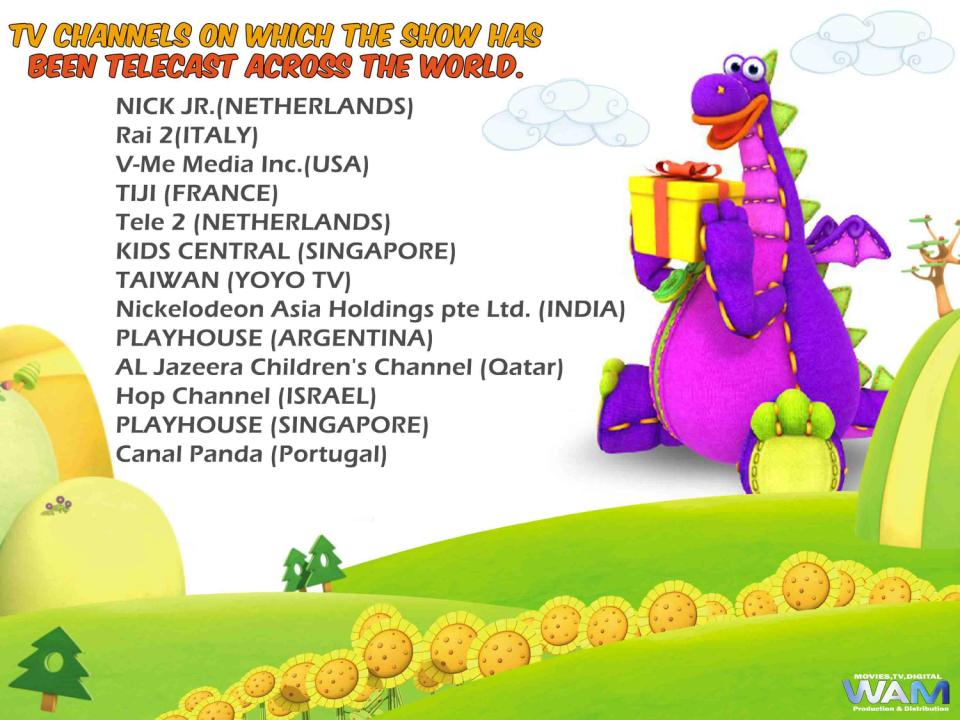 TV CHANNELS ON WHICH THE SHOW HAS
BEEN TELECAST ACROSS THE WORLD.
NICK JR.(NETHERLANDS)
Rai 2(ITALY)
V-Me Media Inc.(USA)
TIJI (FRANCE)
Tele 2 (NETHERLANDS)
KIDS CENTRAL (SINGAPORE)
TAIWAN (YOYO TV)
Nickelodeon Asia Holdings pte Ltd. (INDIA)
PLAYHOUSE (ARGENTINA)
AL Jazeera Children's Channel (Qatar)
Hop Channel (ISRAEL)
PLAYHOUSE (SINGAPORE)
Canal Panda (Portugal)
MOVIES,TV,DIGITAL
WAM
Production & Distribution